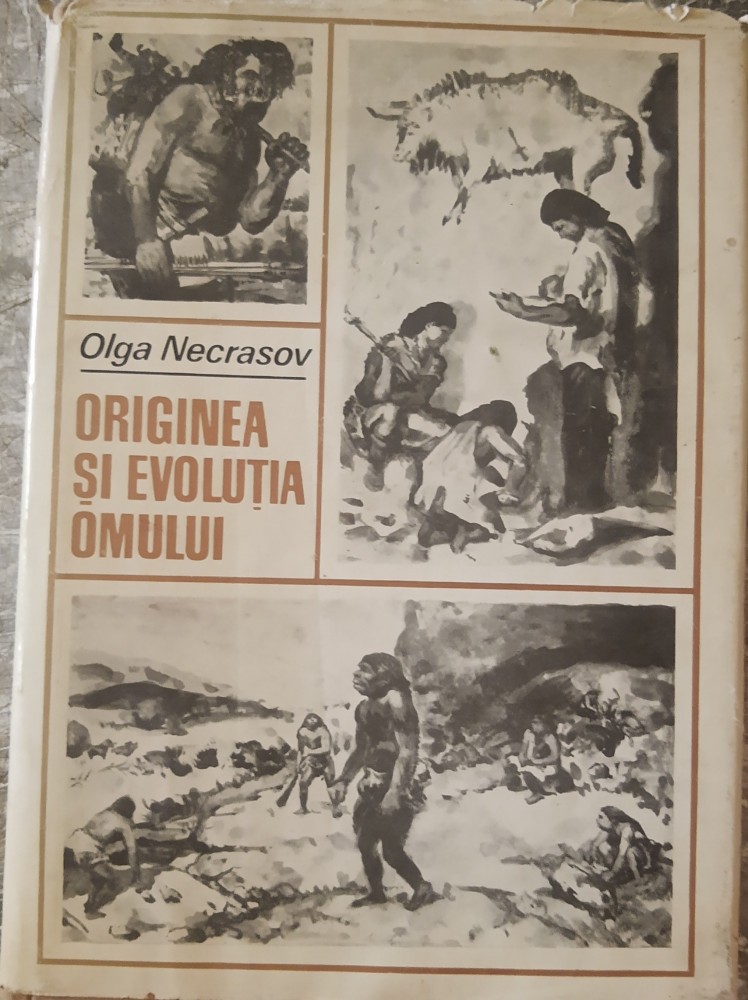 Olga Necrasov
ORIGINEA
ȘI EVOLUȚIA
OMULUI